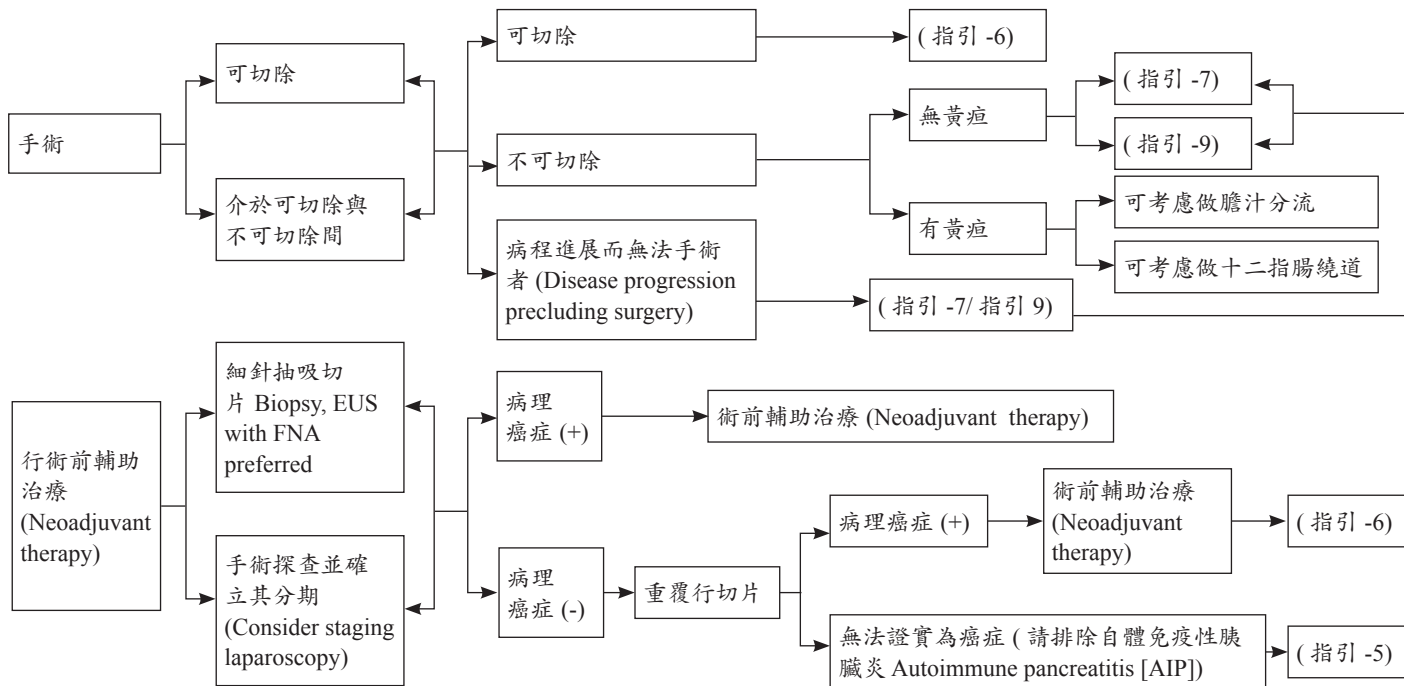 手術
可切除
介於可切除與
不可切除間
可切除
不可切除
病程進展而無法手術
者 (Disease progression
precluding surgery)
( 指引 -6)
無黃疸
有黃疸
( 指引 -7)
( 指引 -9)
可考慮做膽汁分流
可考慮做十二指腸繞道
( 指引 -7/ 指引 9)
行術前輔助
治療
(Neoadjuvant
therapy)
細針抽吸切
片 Biopsy, EUS
with FNA
preferred
手術探查並確
立其分期
(Consider staging
laparoscopy)
病理
癌症 (+)
術前輔助治療 (Neoadjuvant therapy)
病理
癌症 (-)
重覆行切片
病理癌症 (+)
術前輔助治療
(Neoadjuvant
therapy)
( 指引 -6)
無法證實為癌症 ( 請排除自體免疫性胰
臟炎 Autoimmune pancreatitis [AIP])
( 指引 -5)